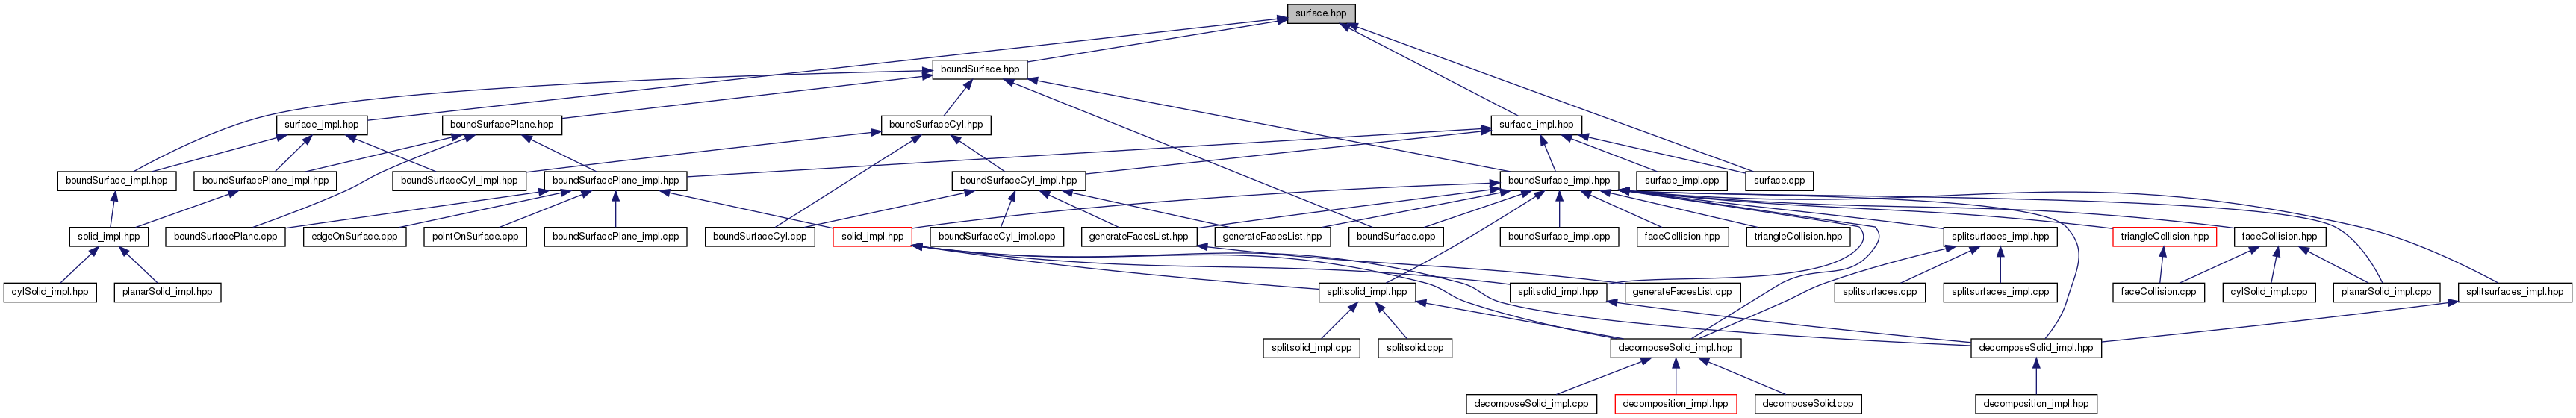 surface.hpp
boundSurface.hpp
surface_impl.hpp
boundSurfacePlane.hpp
boundSurfaceCyl.hpp
surface_impl.hpp
boundSurface_impl.hpp
boundSurfacePlane_impl.hpp
boundSurfaceCyl_impl.hpp
boundSurfacePlane_impl.hpp
boundSurfaceCyl_impl.hpp
boundSurface_impl.hpp
surface_impl.cpp
surface.cpp
solid_impl.hpp
boundSurfacePlane.cpp
edgeOnSurface.cpp
pointOnSurface.cpp
boundSurfacePlane_impl.cpp
boundSurfaceCyl.cpp
solid_impl.hpp
boundSurfaceCyl_impl.cpp
generateFacesList.hpp
generateFacesList.hpp
boundSurface.cpp
boundSurface_impl.cpp
faceCollision.hpp
triangleCollision.hpp
splitsurfaces_impl.hpp
triangleCollision.hpp
faceCollision.hpp
cylSolid_impl.hpp
planarSolid_impl.hpp
splitsolid_impl.hpp
splitsolid_impl.hpp
generateFacesList.cpp
splitsurfaces.cpp
splitsurfaces_impl.cpp
faceCollision.cpp
cylSolid_impl.cpp
planarSolid_impl.cpp
splitsurfaces_impl.hpp
splitsolid_impl.cpp
splitsolid.cpp
decomposeSolid_impl.hpp
decomposeSolid_impl.hpp
decomposeSolid_impl.cpp
decomposition_impl.hpp
decomposeSolid.cpp
decomposition_impl.hpp